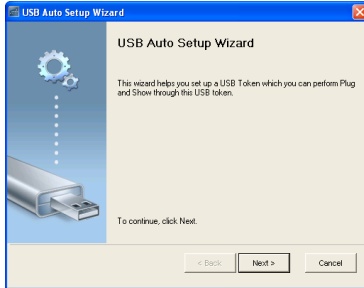 USB Auto Setup Wizard
USB Auto Setup Wizard
This wizard helps you set up a USB Token which you can perform Plug
and Show through this USB token.
To continue, click Next.
< Back
Next >
Cancel